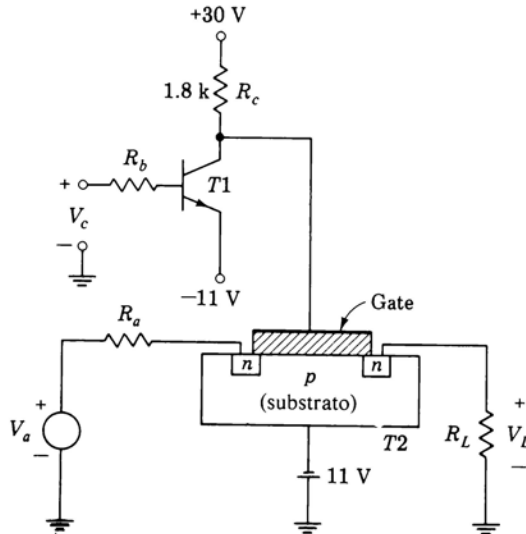 +30 V
1.8 k
R_c
R_b
T1
+
V_c
−
−11 V
Gate
R_a
n
n
p
(substrato)
+
V_a
−
T2
11 V
R_L
+
V_L
−